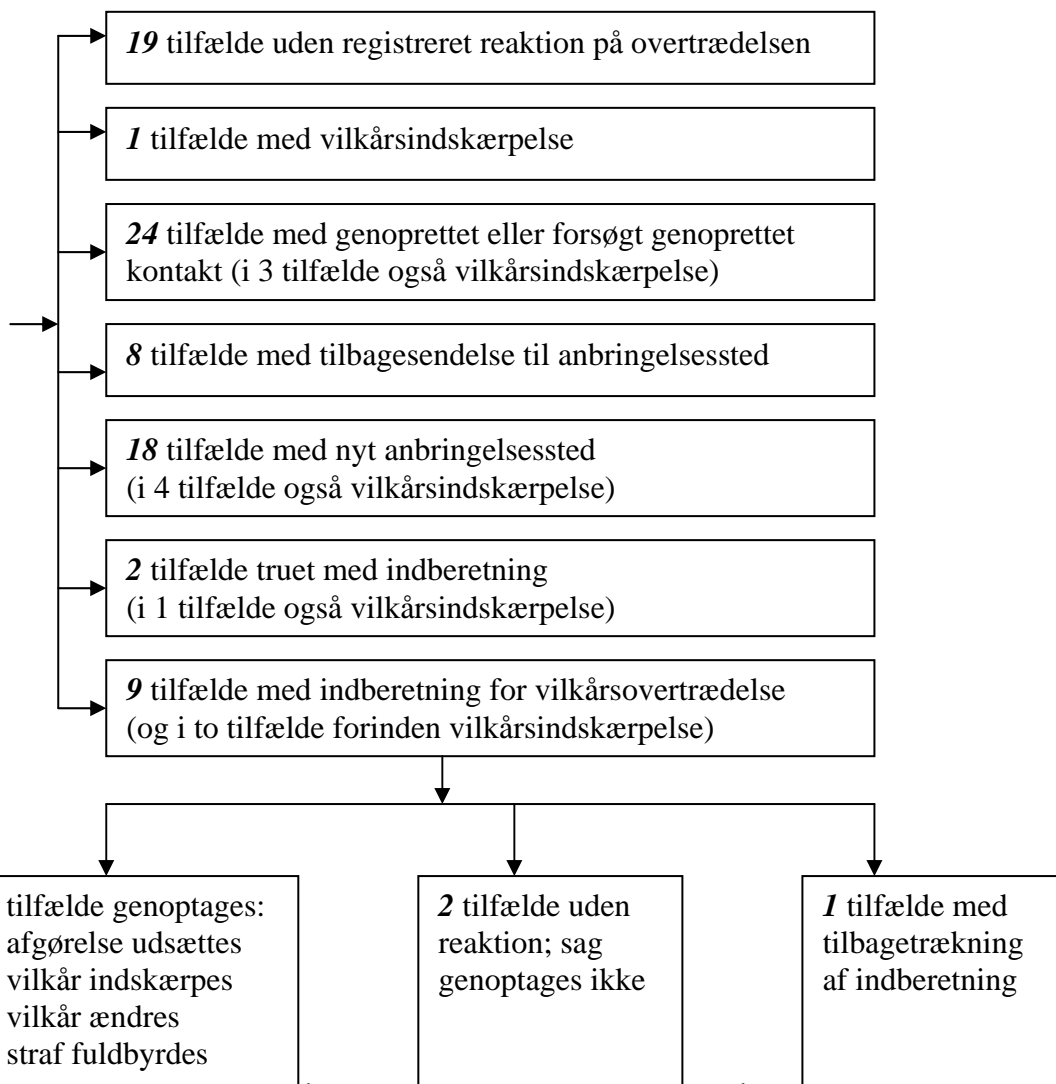 19 tilfælde uden registreret reaktion på overtrædelsen
1 tilfælde med vilkårsindskærpelse
24 tilfælde med genoprettet eller forsøgt genoprettet
kontakt (i 3 tilfælde også vilkårsindskærpelse)
8 tilfælde med tilbagesendelse til anbringelsessted
18 tilfælde med nyt anbringelsessted
(i 4 tilfælde også vilkårsindskærpelse)
2 tilfælde truet med indberetning
(i 1 tilfælde også vilkårsindskærpelse)
9 tilfælde med indberetning for vilkårsovertrædelse
(og i to tilfælde forinden vilkårsindskærpelse)
tilfælde genoptages:
afgørelse udsættes
vilkår indskærpes
vilkår ændres
straf fuldbyrdes
2 tilfælde uden
reaktion; sag
genoptages ikke
1 tilfælde med
tilbagetrækning
af indberetning